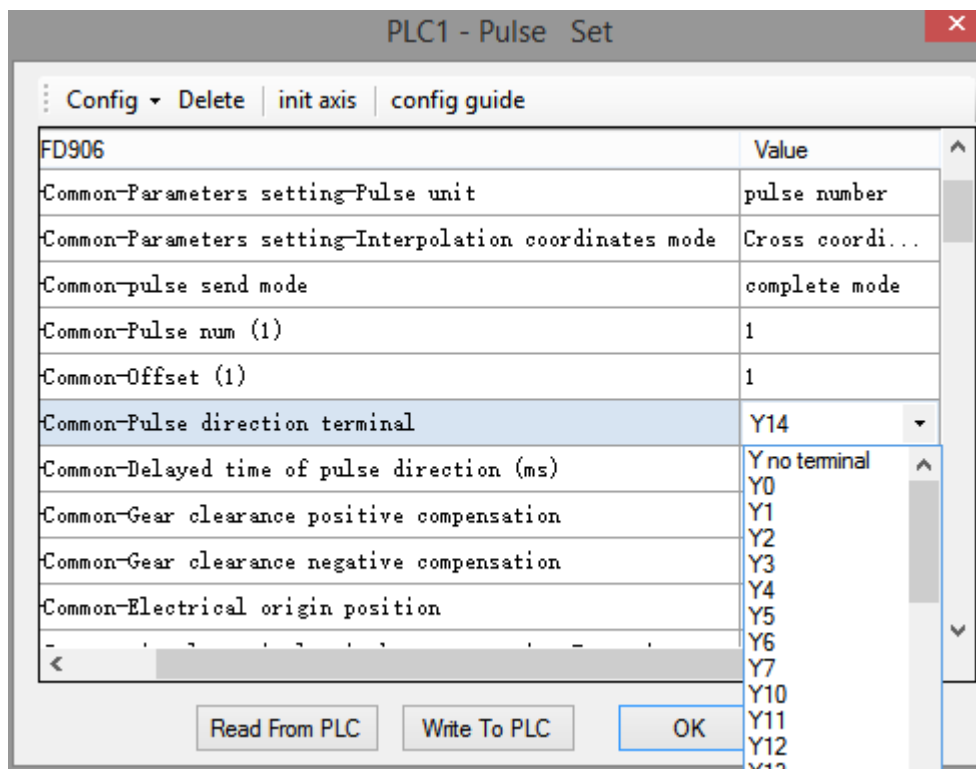 PLC1 - Pulse Set
Config Delete init axis config guide
FD906 Value
Common-Parameters setting-Pulse unit pulse number
Common-Parameters setting-Interpolation coordinates mode Cross coordi...
Common-pulse send mode complete mode
Common-Pulse num (1) 1
Common-Offset (1) 1
Common-Pulse direction terminal Y14
Common-Delayed time of pulse direction (ms)
Common-Gear clearance positive compensation
Common-Gear clearance negative compensation
Common-Electrical origin position
Y no terminal
Y0
Y1
Y2
Y3
Y4
Y5
Y6
Y7
Y10
Y11
Y12
Y13
Read From PLC Write To PLC OK